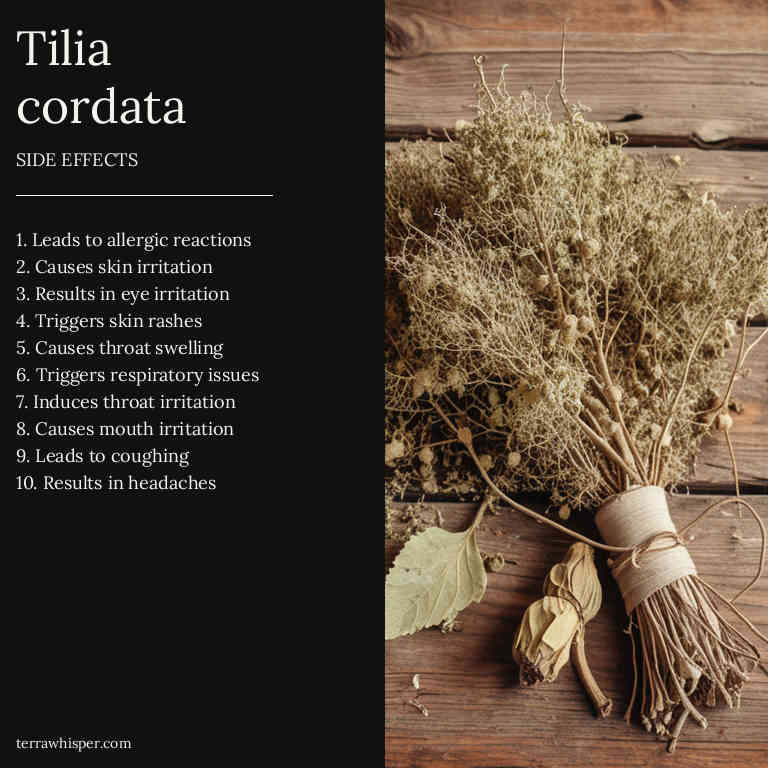 Tilia
cordata
SIDE EFFECTS
1. Leads to allergic reactions
2. Causes skin irritation
3. Results in eye irritation
4. Triggers skin rashes
5. Causes throat swelling
6. Triggers respiratory issues
7. Induces throat irritation
8. Causes mouth irritation
9. Leads to coughing
10. Results in headaches
terrawhisper.com